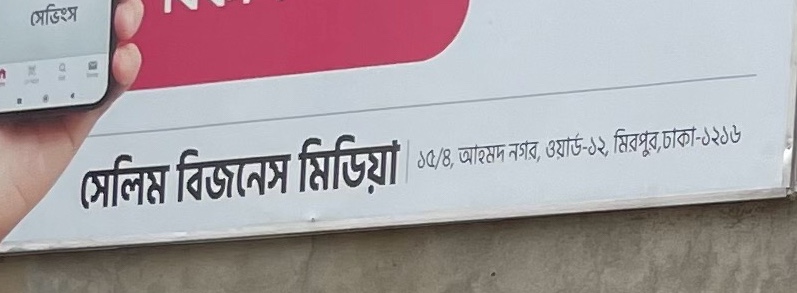 সেভিংস
সেলিম বিজনেস মিডিয়া | ১৫/৪, আহমদ নগর, ওয়ার্ড-১২, মিরপুর, ঢাকা-১২১৬